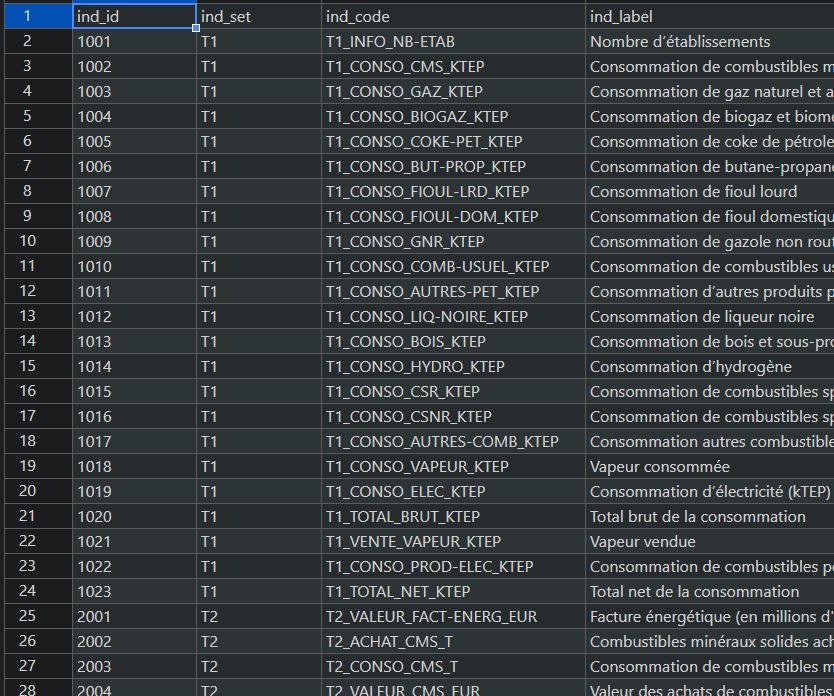 1 ind_id ind_set ind_code ind_label
2 1001 T1 T1_INFO_NB-ETAB Nombre d'établissements
3 1002 T1 T1_CONSO_CMS_KTEP Consommation de combustibles m
4 1003 T1 T1_CONSO_GAZ_KTEP Consommation de gaz naturel et a
5 1004 T1 T1_CONSO_BIOGAZ_KTEP Consommation de biogaz et biome
6 1005 T1 T1_CONSO_COKE-PET_KTEP Consommation de coke de pétrole
7 1006 T1 T1_CONSO_BUT-PROP_KTEP Consommation de butane-propane
8 1007 T1 T1_CONSO_FIOUL-LRD_KTEP Consommation de fioul lourd
9 1008 T1 T1_CONSO_FIOUL-DOM_KTEP Consommation de fioul domestiqu
10 1009 T1 T1_CONSO_GNR_KTEP Consommation de gazole non rout
11 1010 T1 T1_CONSO_COMB-USUEL_KTEP Consommation de combustibles us
12 1011 T1 T1_CONSO_AUTRES-PET_KTEP Consommation d'autres produits p
13 1012 T1 T1_CONSO_LIQ-NOIRE_KTEP Consommation de liqueur noire
14 1013 T1 T1_CONSO_BOIS_KTEP Consommation de bois et sous-pro
15 1014 T1 T1_CONSO_HYDRO_KTEP Consommation d'hydrogène
16 1015 T1 T1_CONSO_CSR_KTEP Consommation de combustibles sp
17 1016 T1 T1_CONSO_CSNR_KTEP Consommation de combustibles sp
18 1017 T1 T1_CONSO_AUTRES-COMB_KTEP Consommation autres combustible
19 1018 T1 T1_CONSO_VAPEUR_KTEP Vapeur consommée
20 1019 T1 T1_CONSO_ELEC_KTEP Consommation d'électricité (kTEP)
21 1020 T1 T1_TOTAL_BRUT_KTEP Total brut de la consommation
22 1021 T1 T1_VENTE_VAPEUR_KTEP Vapeur vendue
23 1022 T1 T1_CONSO_PROD-ELEC_KTEP Consommation de combustibles po
24 1023 T1 T1_TOTAL_NET_KTEP Total net de la consommation
25 2001 T2 T2_VALEUR_FACT-ENERG_EUR Facture énergétique (en millions d'
26 2002 T2 T2_ACHAT_CMS_T Combustibles minéraux solides ach
27 2003 T2 T2_CONSO_CMS_T Consommation de combustibles m
28 2004 T2 T2_VALEUR_CMS_EUR Valeur des achats de combustibles